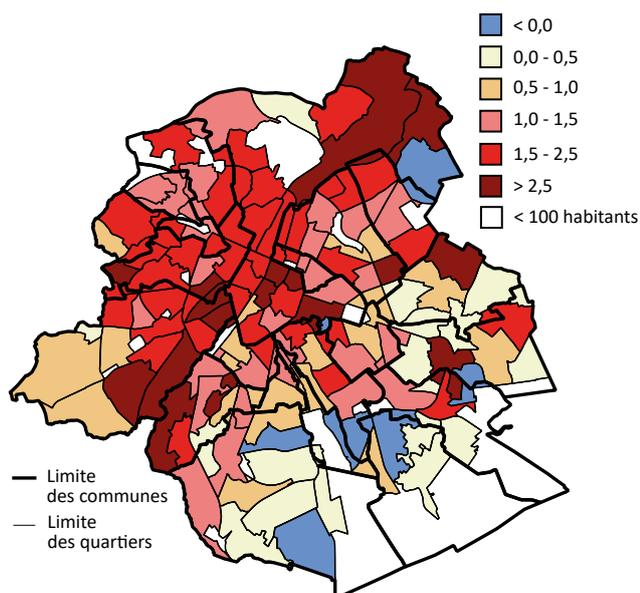 < 0,0
0,0 - 0,5
0,5 - 1,0
1,0 - 1,5
1,5 - 2,5
> 2,5
< 100 habitants
Limite
des communes
Limite
des quartiers